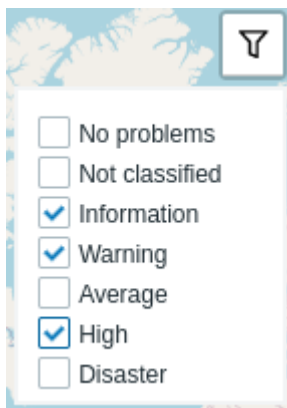 No problems
Not classified
Information
Warning
Average
High
Disaster